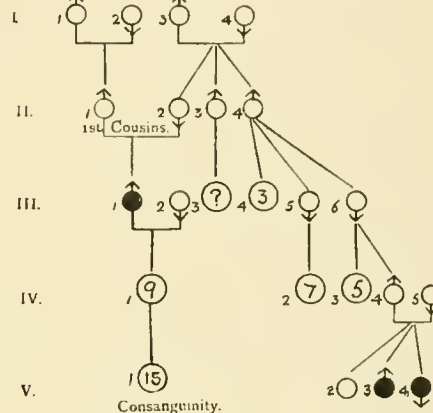 I. 1 2 3 4
II. 1 2 3 4
1st Cousins.
III. 1 2 3 ? 4 3 5 6
IV. 1 9 2 7 3 5 4 5
V. 1 15 2 3 4
Consanguinity.